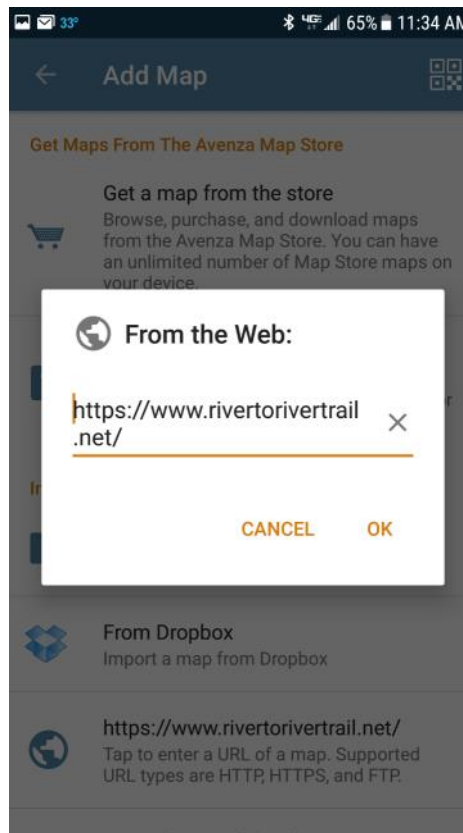 33°
4G LTE 65% 11:34 AM
Add Map
Get Maps From The Avenza Map Store
Get a map from the store
Browse, purchase, and download maps
from the Avenza Map Store. You can have
an unlimited number of Map Store maps on
your device.
From the Web:
https://www.rivertorivertrail
.net/
CANCEL OK
From Dropbox
Import a map from Dropbox
https://www.rivertorivertrail.net/
Tap to enter a URL of a map. Supported
URL types are HTTP, HTTPS, and FTP.